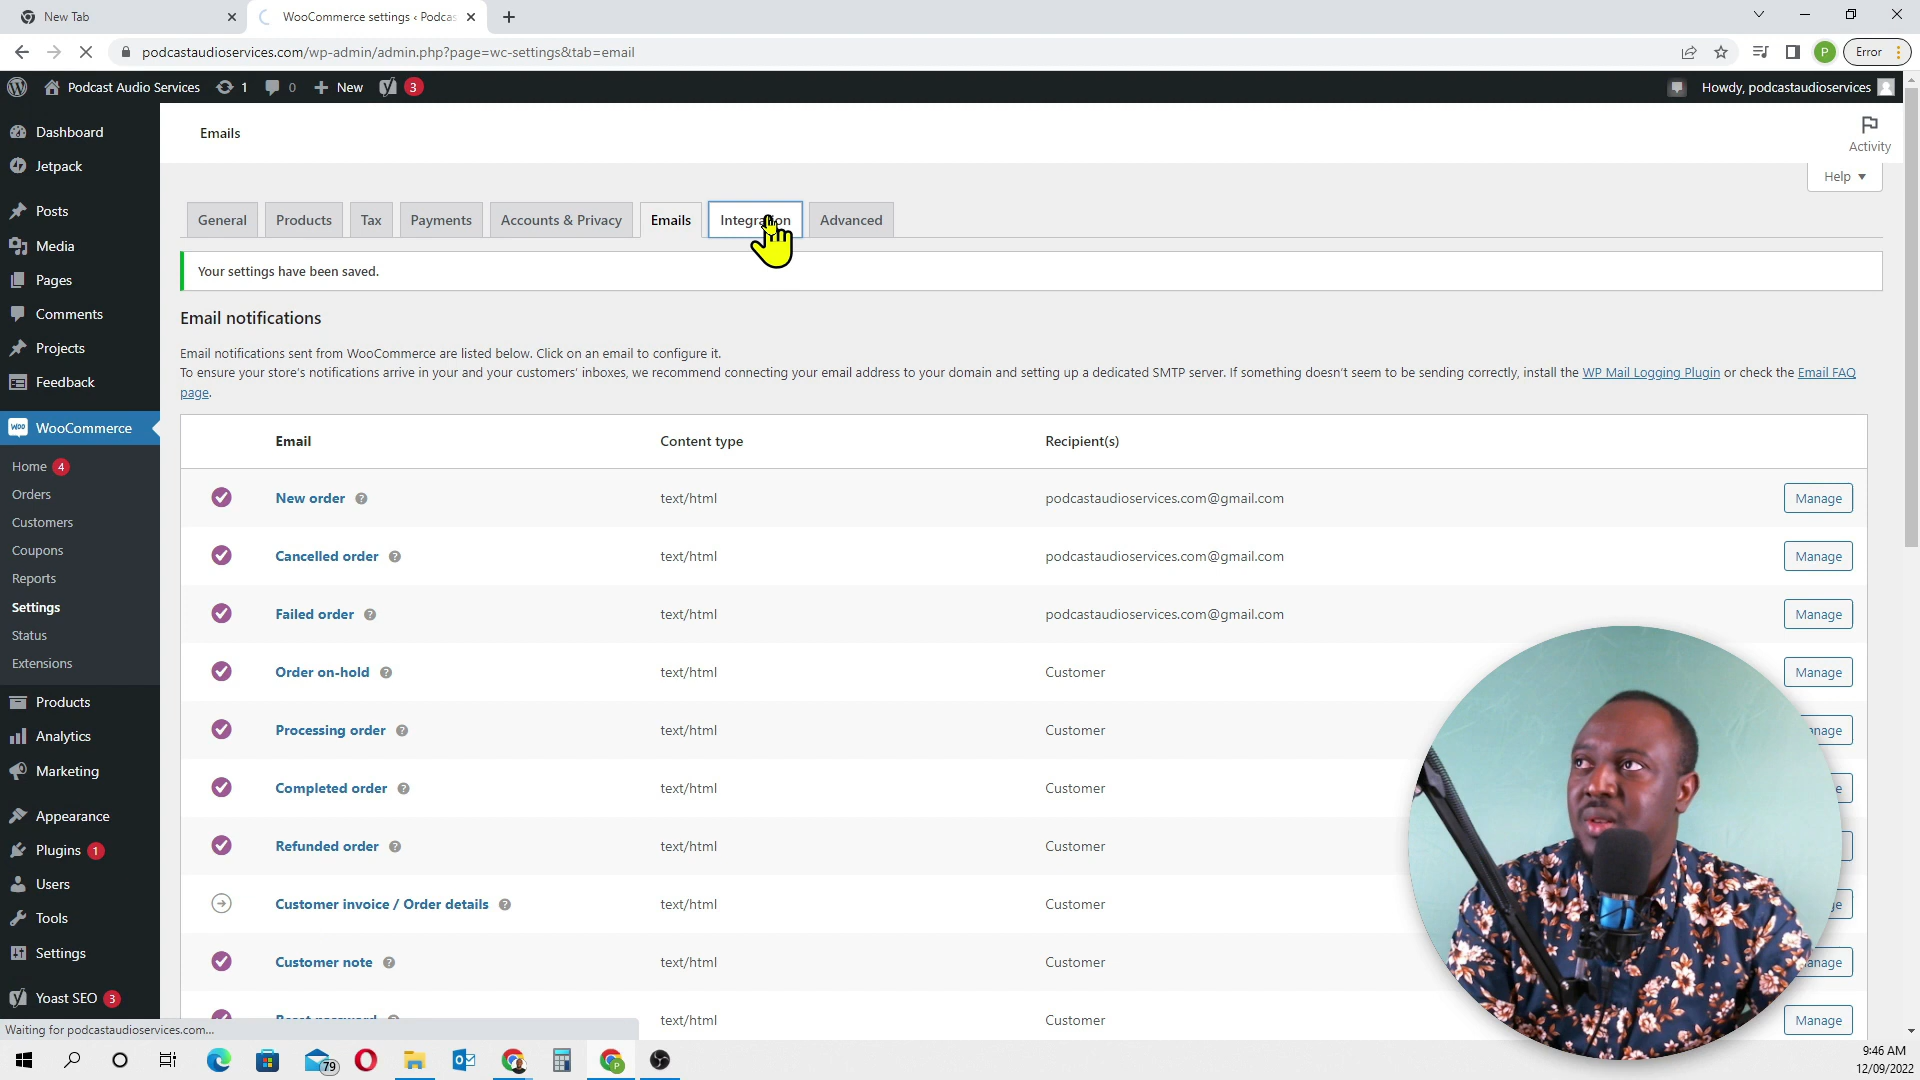 New Tab
WooCommerce settings ‹ Podcas
podcastaudioservices.com/wp-admin/admin.php?page=wc-settings&tab=email
P
Error
Podcast Audio Services
1
0
New
3
Howdy, podcastaudioservices
Dashboard
Jetpack
Posts
Media
Pages
Comments
Projects
Feedback
WOO
WooCommerce
Home 4
Orders
Customers
Coupons
Reports
Settings
Status
Extensions
Products
Analytics
Marketing
Appearance
Plugins 1
Users
Tools
Settings
Yoast SEO 3
Emails
Activity
Help
General
Products
Tax
Payments
Accounts & Privacy
Emails
Integration
Advanced
Your settings have been saved.
Email notifications
Email notifications sent from WooCommerce are listed below. Click on an email to configure it.
To ensure your store's notifications arrive in your and your customers' inboxes, we recommend connecting your email address to your domain and setting up a dedicated SMTP server. If something doesn't seem to be sending correctly, install the WP Mail Logging Plugin or check the Email FAQ
page.
Email Content type Recipient(s)
New order text/html podcastaudioservices.com@gmail.com Manage
Cancelled order text/html podcastaudioservices.com@gmail.com Manage
Failed order text/html podcastaudioservices.com@gmail.com Manage
Order on-hold text/html Customer Manage
Processing order text/html Customer nage
Completed order text/html Customer e
Refunded order text/html Customer
Customer invoice / Order details text/html Customer ge
Customer note text/html Customer anage
text/html Customer Manage
Waiting for podcastaudioservices.com...
79
P
9:46 AM
12/09/2022